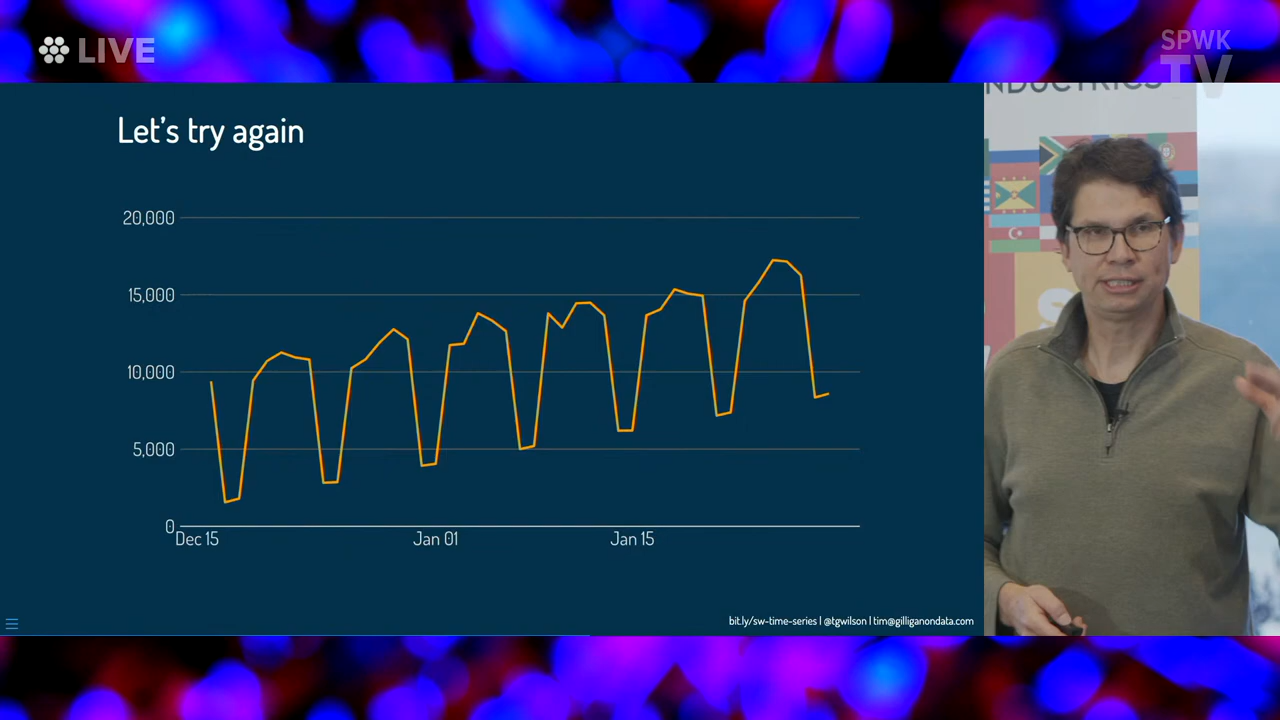 LIVE
SPWK
TV
NDUCTRICS
Let's try again
20,000
15,000
10,000
5,000
0
Dec 15
Jan 01
Jan 15
bit.ly/sw-time-series | @tgwilson | tim@gilliganondata.com